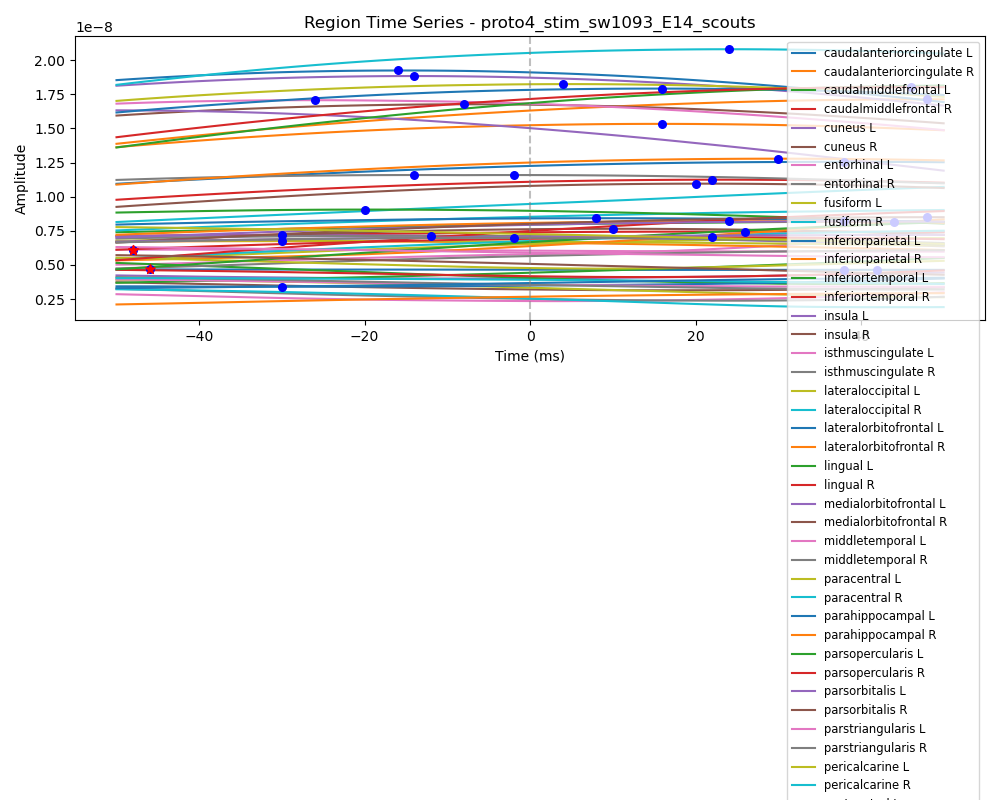 Region Time Series - proto4_stim_sw1093_E14_scouts
1e−8
2.00
1.75
1.50
1.25
1.00
0.75
0.50
0.25
Amplitude
−40
−20
0
20
40
Time (ms)
caudalanteriorcingulate L
caudalanteriorcingulate R
caudalmiddlefrontal L
caudalmiddlefrontal R
cuneus L
cuneus R
entorhinal L
entorhinal R
fusiform L
fusiform R
inferiorparietal L
inferiorparietal R
inferiortemporal L
inferiortemporal R
insula L
insula R
isthmuscingulate L
isthmuscingulate R
lateraloccipital L
lateraloccipital R
lateralorbitofrontal L
lateralorbitofrontal R
lingual L
lingual R
medialorbitofrontal L
medialorbitofrontal R
middletemporal L
middletemporal R
paracentral L
paracentral R
parahippocampal L
parahippocampal R
parsopercularis L
parsopercularis R
parsorbitalis L
parsorbitalis R
parstriangularis L
parstriangularis R
pericalcarine L
pericalcarine R